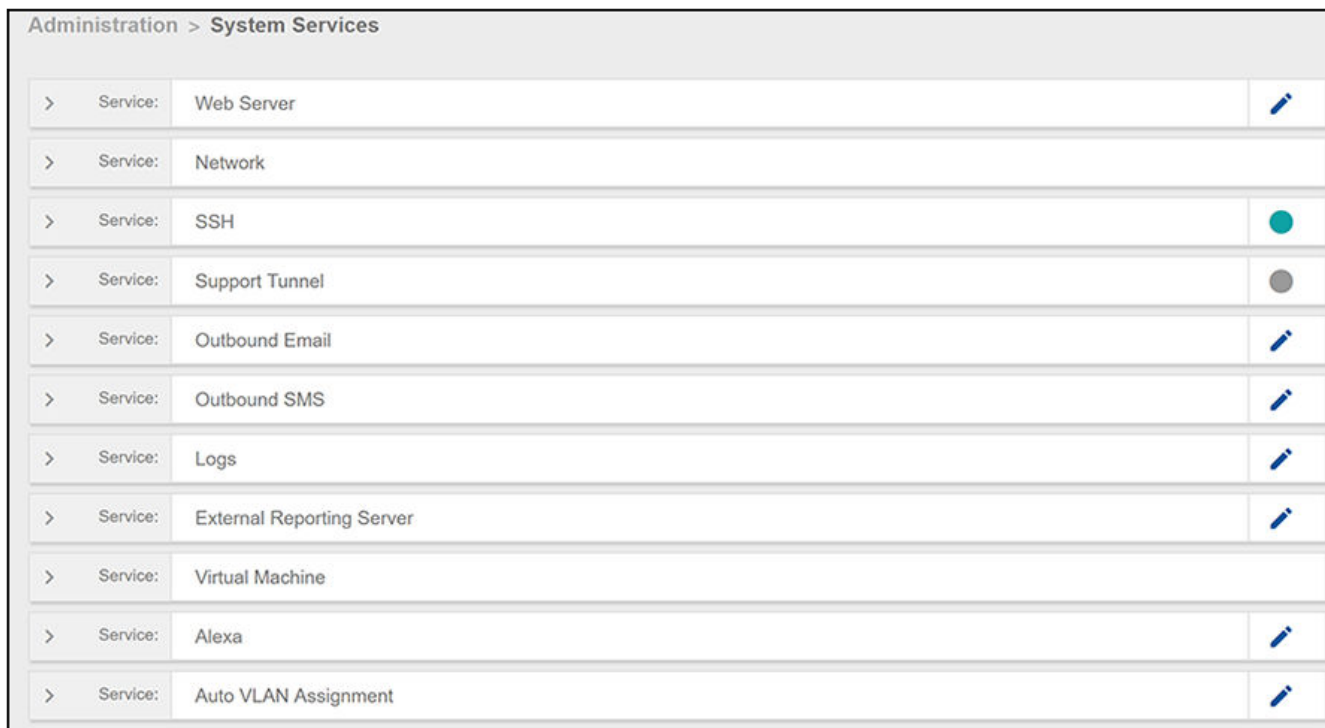 Administration > System Services
Service: Web Server
Service: Network
Service: SSH
Service: Support Tunnel
Service: Outbound Email
Service: Outbound SMS
Service: Logs
Service: External Reporting Server
Service: Virtual Machine
Service: Alexa
Service: Auto VLAN Assignment